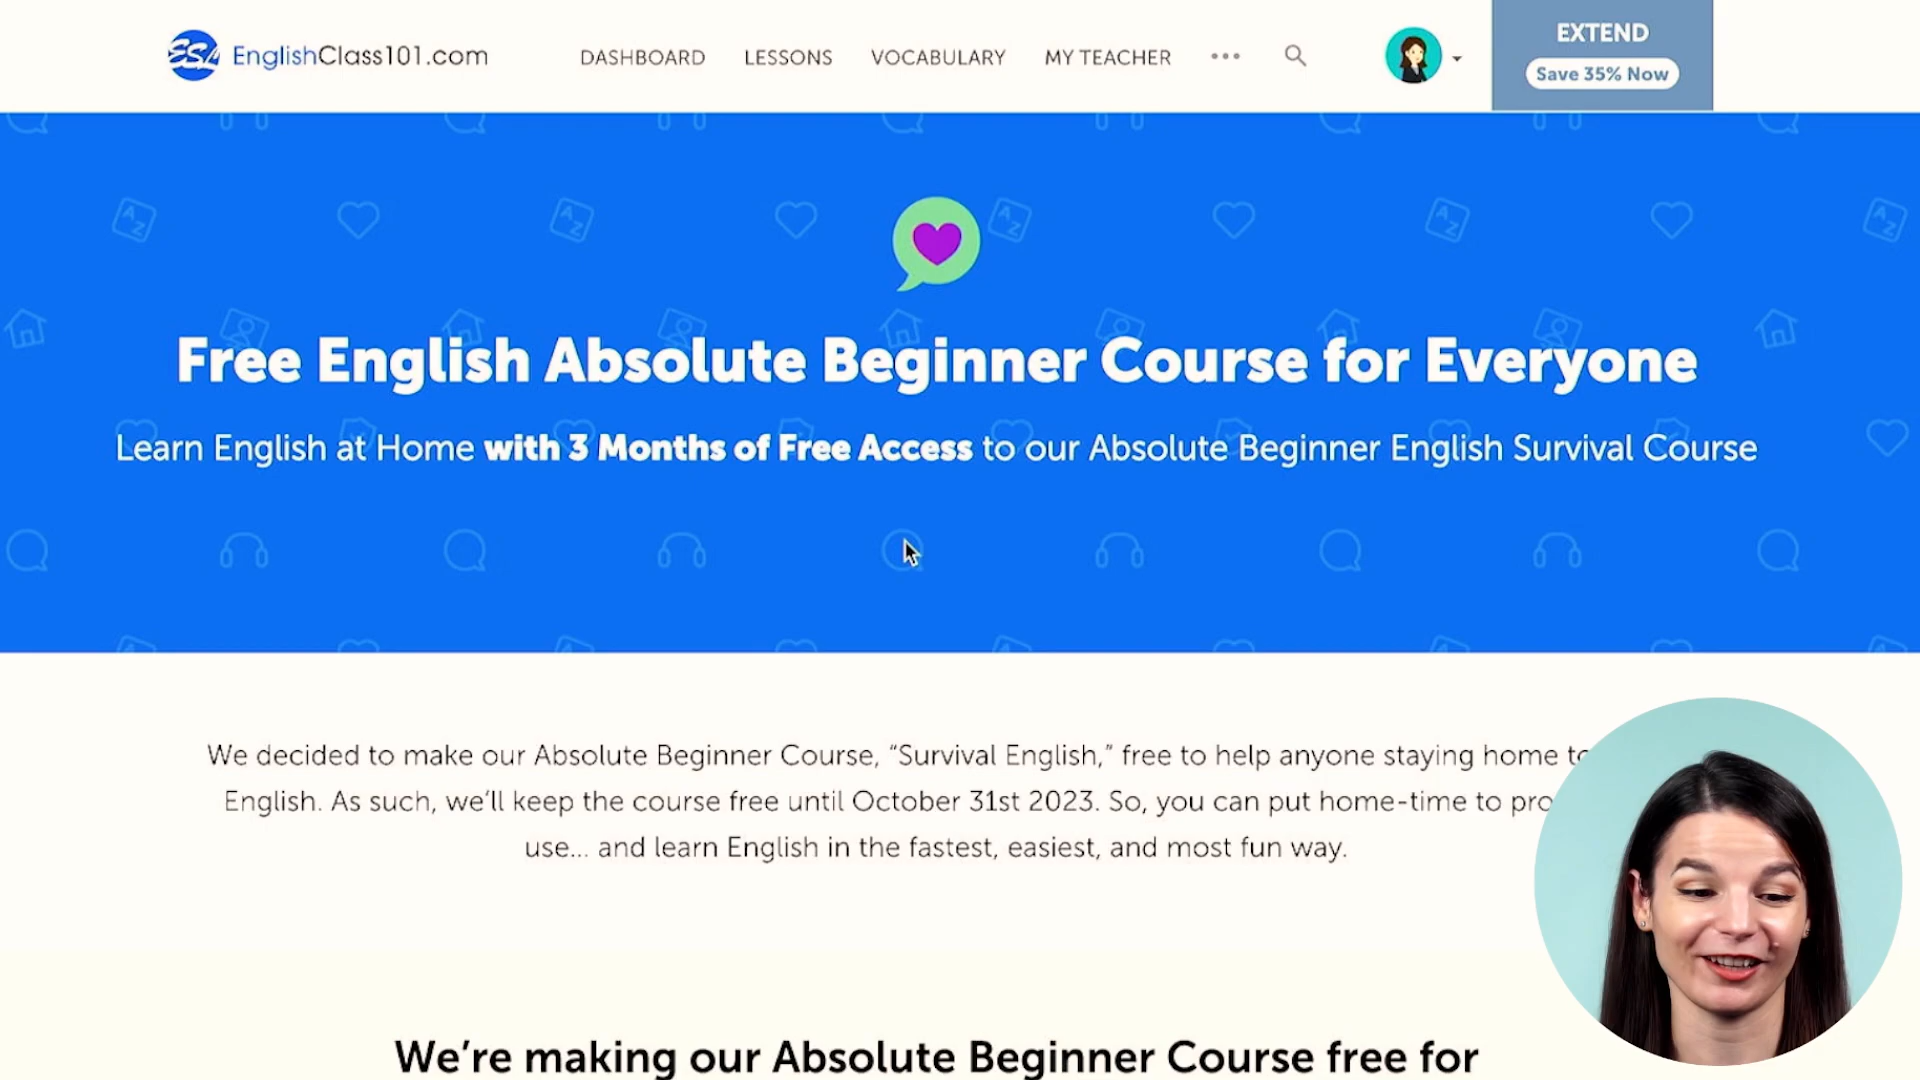 ESL EnglishClass101.com DASHBOARD LESSONS VOCABULARY MY TEACHER EXTEND
Save 35% Now
Free English Absolute Beginner Course for Everyone
Learn English at Home with 3 Months of Free Access to our Absolute Beginner English Survival Course
We decided to make our Absolute Beginner Course, “Survival English,” free to help anyone staying home
English. As such, we’ll keep the course free until October 31st 2023. So, you can put home-time to
use... and learn English in the fastest, easiest, and most fun way.
We’re making our Absolute Beginner Course free for